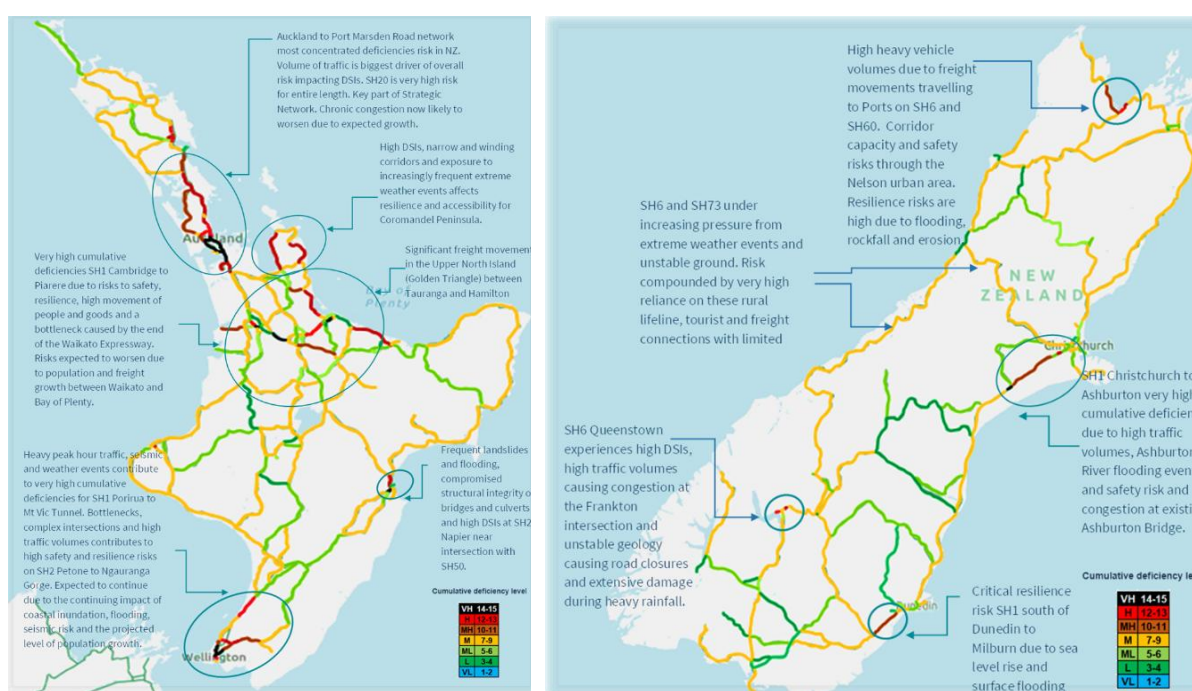 Auckland to Port Marsden Road network
most concentrated deficiencies risk in NZ.
Volume of traffic is biggest driver of overall
risk impacting DSIs. SH20 is very high risk
for entire length. Key part of Strategic
Network. Chronic congestion now likely to
worsen due to expected growth.
High DSIs, narrow and winding
corridors and exposure to
increasingly frequent extreme
weather events affects
resilience and accessibility for
Coromandel Peninsula.
Auckland
Significant freight movement
in the Upper North Island
(Golden Triangle) between
Tauranga and Hamilton
Bay of
Plenty
Very high cumulative
deficiencies SH1 Cambridge to
Piarere due to risks to safety,
resilience, high movement of
people and goods and a
bottleneck caused by the end
of the Waikato Expressway.
Risks expected to worsen due
to population and freight
growth between Waikato and
Bay of Plenty.
Heavy peak hour traffic, seismic
and weather events contribute
to very high cumulative
deficiencies for SH1 Porirua to
Mt Vic Tunnel. Bottlenecks,
complex intersections and high
traffic volumes contributes to
high safety and resilience risks
on SH2 Petone to Ngauranga
Gorge. Expected to continue
due to the continuing impact of
coastal inundation, flooding,
seismic risk and the projected
level of population growth.
Frequent landslides
and flooding,
compromised
structural integrity o
bridges and culverts
and high DSIs at SH2
Napier near
intersection with
SH50.
Wellington
Cumulative deficiency level
VH 14-15
H 12-13
MH 10-11
M 7-9
ML 5-6
L 3-4
VL 1-2
High heavy vehicle
volumes due to freight
movements travelling
to Ports on SH6 and
SH60. Corridor
capacity and safety
risks through the
Nelson urban area.
Resilience risks are
high due to flooding,
rockfall and erosion.
SH6 and SH73 under
increasing pressure from
extreme weather events and
unstable ground. Risk
compounded by very high
reliance on these rural
lifeline, tourist and freight
connections with limited
NEW
ZEALAND
Christchurch
SH1 Christchurch to
Ashburton very high
cumulative deficien
due to high traffic
volumes, Ashburton
River flooding even
and safety risk and
congestion at existi
Ashburton Bridge.
SH6 Queenstown
experiences high DSIs,
high traffic volumes
causing congestion at
the Frankton
intersection and
unstable geology
causing road closures
and extensive damage
during heavy rainfall.
Dunedin
Critical resilience
risk SH1 south of
Dunedin to
Milburn due to sea
level rise and
surface flooding
Cumulative deficiency le
VH 14-15
H 12-13
MH 10-11
M 7-9
ML 5-6
L 3-4
VL 1-2